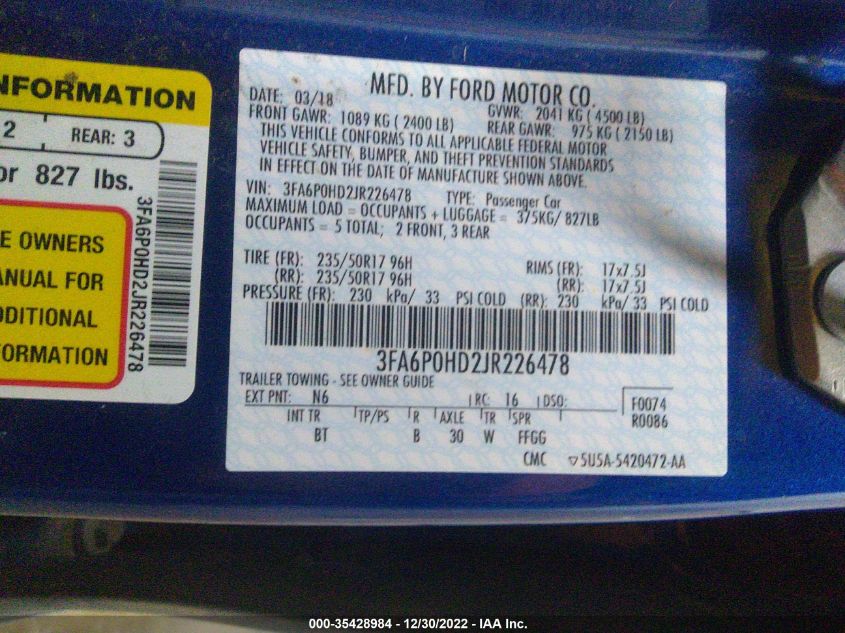 NFORMATION
2
REAR: 3
or 827 lbs.
3FA6P0HD2JR226478
E OWNERS
ANUAL FOR
DDITIONAL
FORMATION
MFD. BY FORD MOTOR CO.
DATE: 03/18 GVWR: 2041 KG ( 4500 LB)
FRONT GAWR: 1089 KG ( 2400 LB) REAR GAWR: 975 KG ( 2150 LB)
THIS VEHICLE CONFORMS TO ALL APPLICABLE FEDERAL MOTOR
VEHICLE SAFETY, BUMPER, AND THEFT PREVENTION STANDARDS
IN EFFECT ON THE DATE OF MANUFACTURE SHOWN ABOVE.
VIN: 3FA6P0HD2JR226478 TYPE: Passenger Car
MAXIMUM LOAD = OCCUPANTS + LUGGAGE = 375KG/ 827LB
OCCUPANTS = 5 TOTAL; 2 FRONT, 3 REAR
TIRE (FR): 235/50R17 96H RIMS (FR): 17x7.5J
(RR): 235/50R17 96H (RR): 17x7.5J
PRESSURE (FR): 230 kPa/ 33 PSI COLD (RR): 230 kPa/ 33 PSI COLD
3FA6P0HD2JR226478
TRAILER TOWING - SEE OWNER GUIDE
EXT PNT: N6 RC: 16 DSO: F0074
INT TR TP/PS R AXLE TR SPR R0086
BT B 30 W FFGG
CMC ▽5U5A-5420472-AA
000-35428984 - 12/30/2022 - IAA Inc.